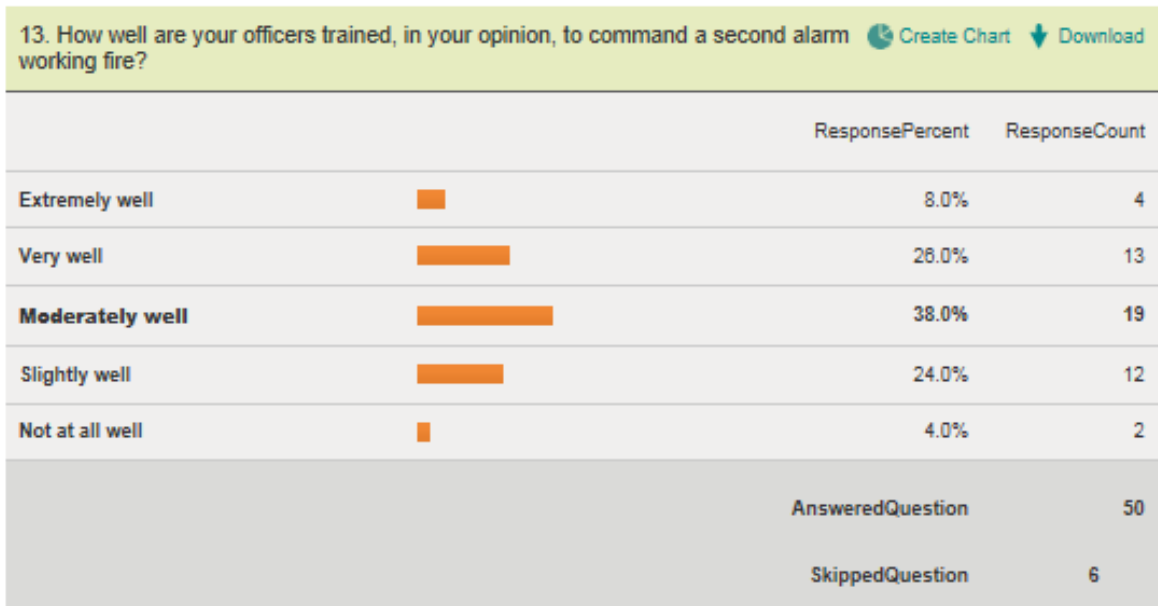 13. How well are your officers trained, in your opinion, to command a second alarm working fire?
Create Chart Download
ResponsePercent ResponseCount
Extremely well 8.0% 4
Very well 26.0% 13
Moderately well 38.0% 19
Slightly well 24.0% 12
Not at all well 4.0% 2
AnsweredQuestion 50
SkippedQuestion 6